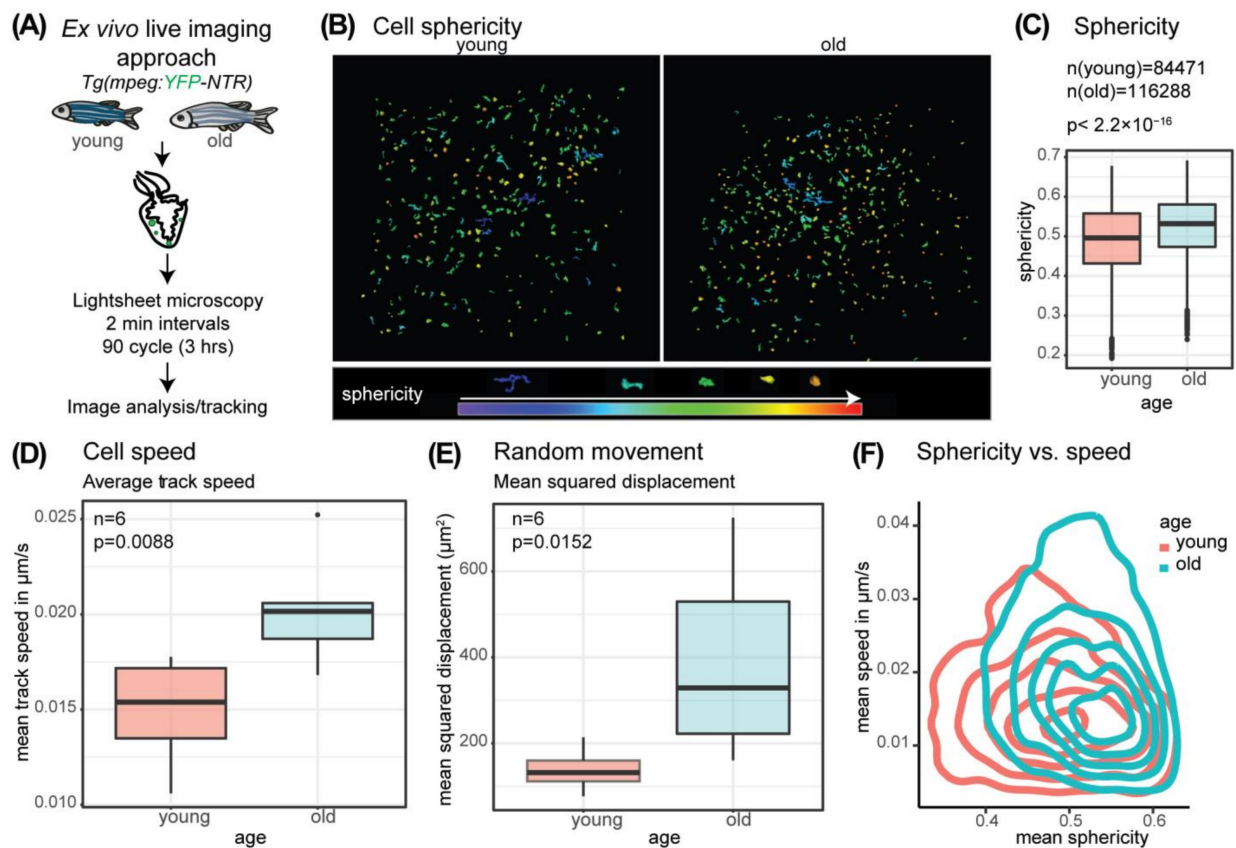 (A) Ex vivo live imaging
approach
Tg(mpeg:YFP-NTR)
young
old
Lightsheet microscopy
2 min intervals
90 cycle (3 hrs)
Image analysis/tracking
(B) Cell sphericity
young
old
sphericity
(C) Sphericity
n(young)=84471
n(old)=116288
p< 2.2×10⁻¹⁶
sphericity
0.7
0.6
0.5
0.4
0.3
0.2
young
old
age
(D) Cell speed
Average track speed
n=6
p=0.0088
mean track speed in µm/s
0.025
0.020
0.015
0.010
young
old
age
(E) Random movement
Mean squared displacement
n=6
p=0.0152
mean squared displacement (µm²)
600
400
200
young
old
age
(F) Sphericity vs. speed
age
young
old
mean speed in µm/s
0.04
0.03
0.02
0.01
0.4
0.5
0.6
mean sphericity